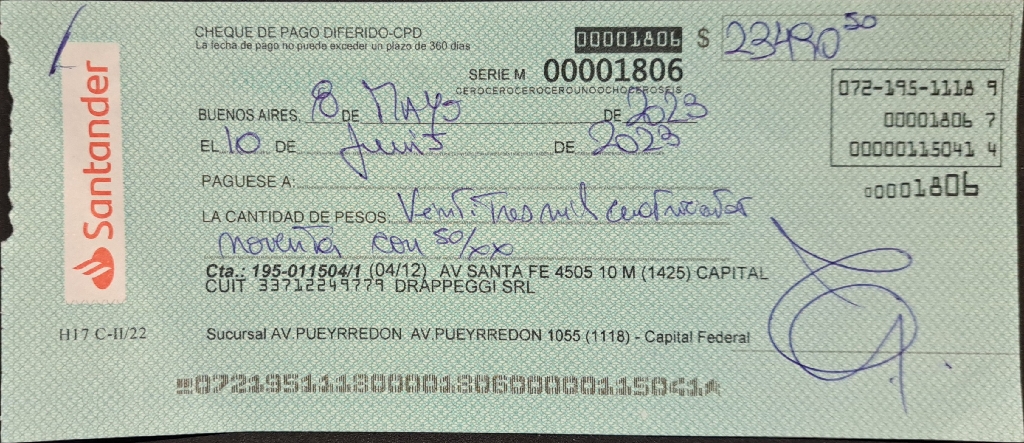 Santander
CHEQUE DE PAGO DIFERIDO-CPD
La fecha de pago no puede exceder un plazo de 360 días
00001806 $ 23490 50
SERIE M 00001806
CEROCEROCEROCEROUNOOCHOCEROSEIS
072-195-1118 9
00001806 7
00000115041 4
00001806
BUENOS AIRES, 8 DE MAYO DE 2023
EL 10 DE Junio DE 2023
PAGUESE A:
LA CANTIDAD DE PESOS: Veintitres mil cuatrocientos
noventa con 50/xx
Cta.: 195-011504/1 (04/12) AV SANTA FE 4505 10 M (1425) CAPITAL
CUIT 33712249779 DRAPPEGGI SRL
H17 C-II/22
Sucursal AV.PUEYRREDON AV.PUEYRREDON 1055 (1118) - Capital Federal
07219511180000180600000115041